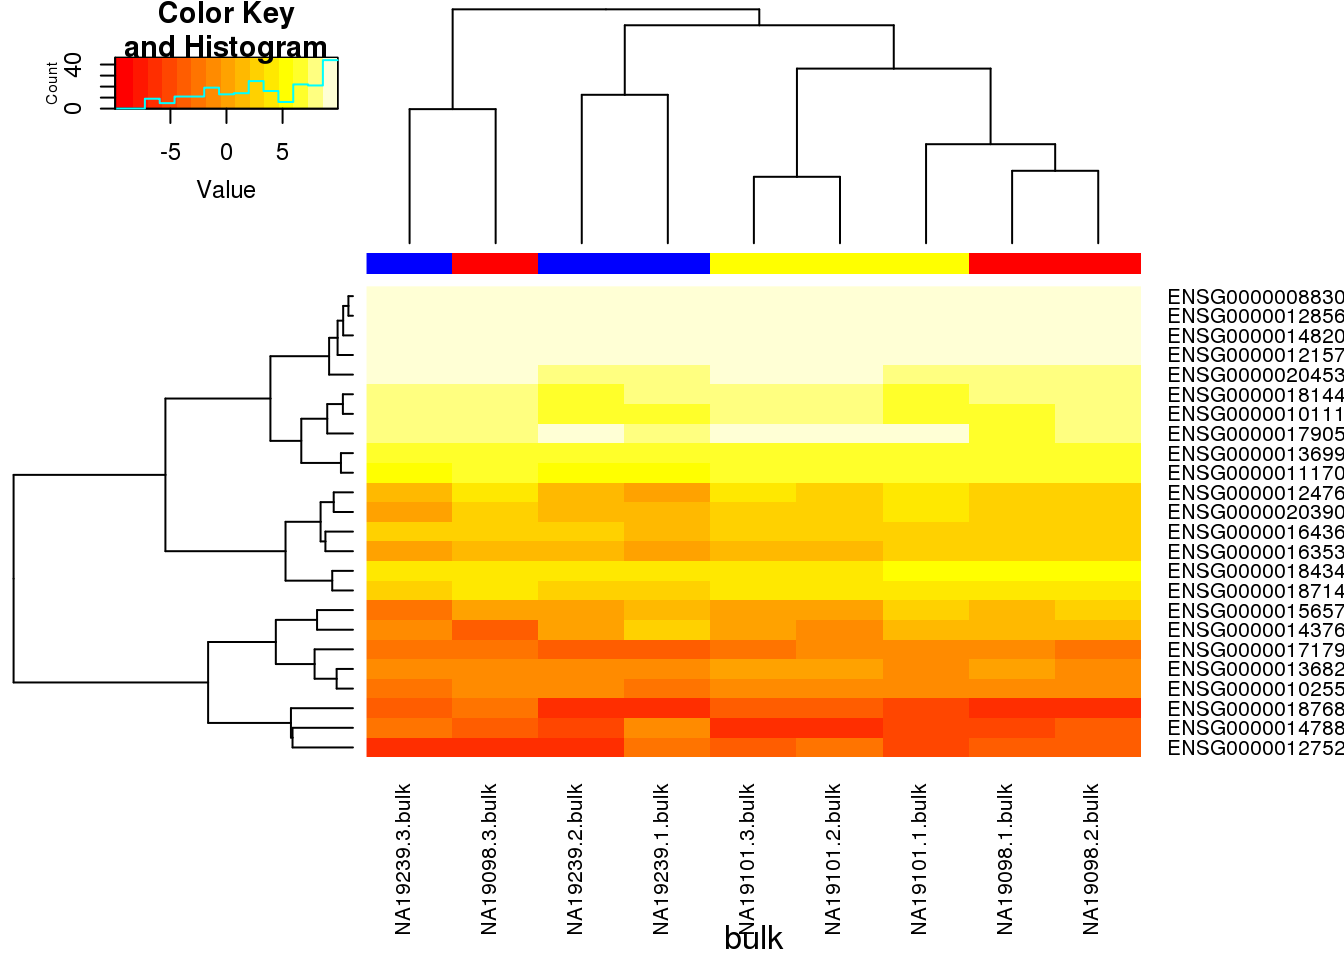 Color Key
and Histogram
Count
0
40
-5 0 5
Value
ENSG0000008830
ENSG0000012856
ENSG0000014820
ENSG0000012157
ENSG0000020453
ENSG0000018144
ENSG0000010111
ENSG0000017905
ENSG0000013699
ENSG0000011170
ENSG0000012476
ENSG0000020390
ENSG0000016436
ENSG0000016353
ENSG0000018434
ENSG0000018714
ENSG0000015657
ENSG0000014376
ENSG0000017179
ENSG0000013682
ENSG0000010255
ENSG0000018768
ENSG0000014788
ENSG0000012752
NA19239.3.bulk
NA19098.3.bulk
NA19239.2.bulk
NA19239.1.bulk
NA19101.3.bulk
NA19101.2.bulk
NA19101.1.bulk
NA19098.1.bulk
NA19098.2.bulk
bulk